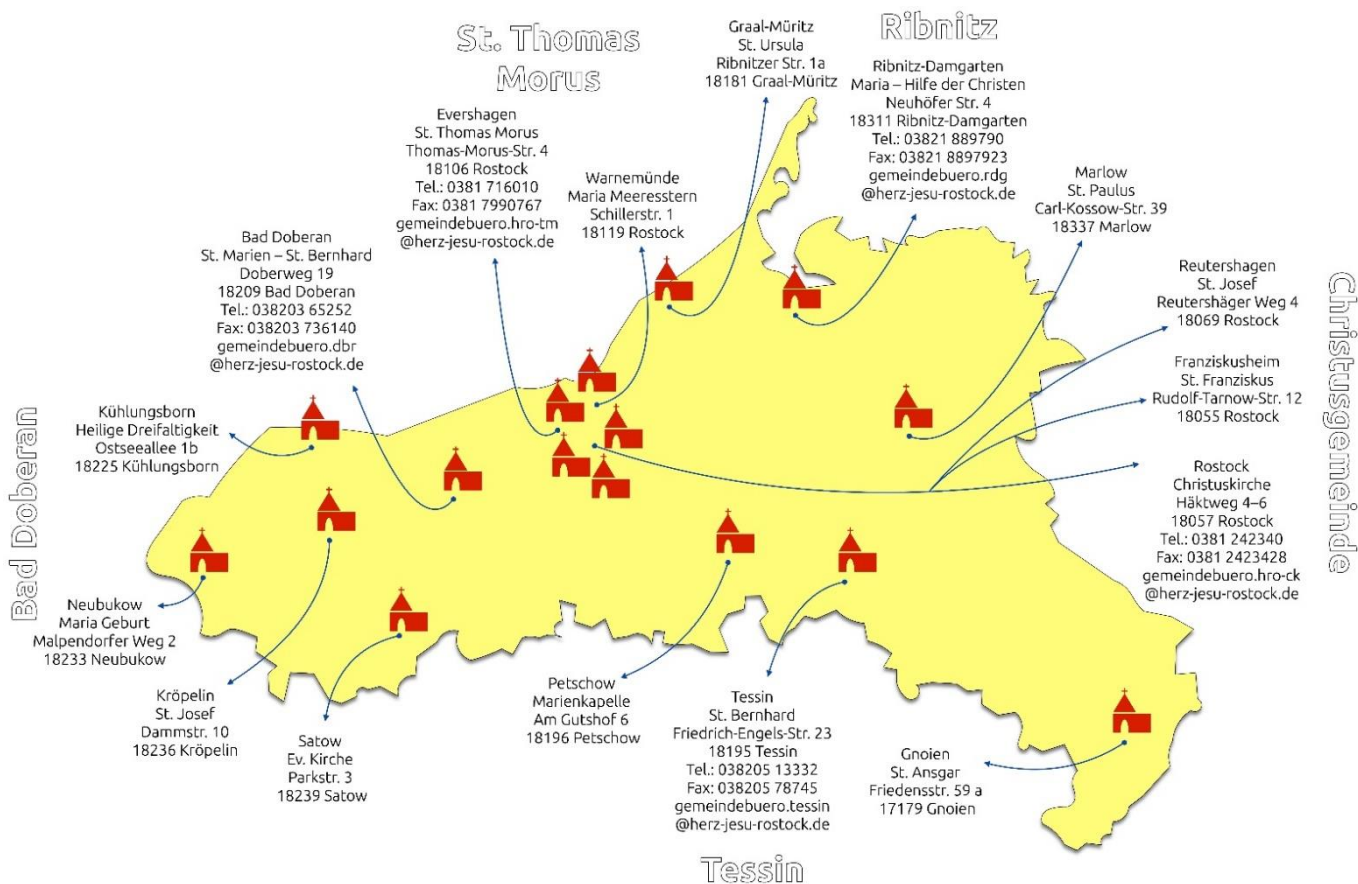 St. Thomas
Morus
Ribnitz
Graal-Müritz
St. Ursula
Ribnitzer Str. 1a
18181 Graal-Müritz
Ribnitz-Damgarten
Maria – Hilfe der Christen
Neuhöfer Str. 4
18311 Ribnitz-Damgarten
Tel.: 03821 889790
Fax: 03821 8897923
gemeindebuero.rdg
@herz-jesu-rostock.de
Evershagen
St. Thomas Morus
Thomas-Morus-Str. 4
18106 Rostock
Tel.: 0381 716010
Fax: 0381 7990767
gemeindebuero.hro-tm
@herz-jesu-rostock.de
Warnemünde
Maria Meeresstern
Schillerstr. 1
18119 Rostock
Marlow
St. Paulus
Carl-Kossow-Str. 39
18337 Marlow
Bad Doberan
St. Marien – St. Bernhard
Doberweg 19
18209 Bad Doberan
Tel.: 038203 65252
Fax: 038203 736140
gemeindebuero.dbr
@herz-jesu-rostock.de
Reutershagen
St. Josef
Reutershäger Weg 4
18069 Rostock
Franziskusheim
St. Franziskus
Rudolf-Tarnow-Str. 12
18055 Rostock
Christusgemeinde
Kühlungsborn
Heilige Dreifaltigkeit
Ostseeallee 1b
18225 Kühlungsborn
Bad Doberan
Rostock
Christuskirche
Häktweg 4–6
18057 Rostock
Tel.: 0381 242340
Fax: 0381 2423428
gemeindebuero.hro-ck
@herz-jesu-rostock.de
Neubukow
Maria Geburt
Malpendorfer Weg 2
18233 Neubukow
Kröpelin
St. Josef
Dammstr. 10
18236 Kröpelin
Satow
Ev. Kirche
Parkstr. 3
18239 Satow
Petschow
Marienkapelle
Am Gutshof 6
18196 Petschow
Tessin
St. Bernhard
Friedrich-Engels-Str. 23
18195 Tessin
Tel.: 038205 13332
Fax: 038205 78745
gemeindebuero.tessin
@herz-jesu-rostock.de
Gnoien
St. Ansgar
Friedensstr. 59 a
17179 Gnoien
Tessin